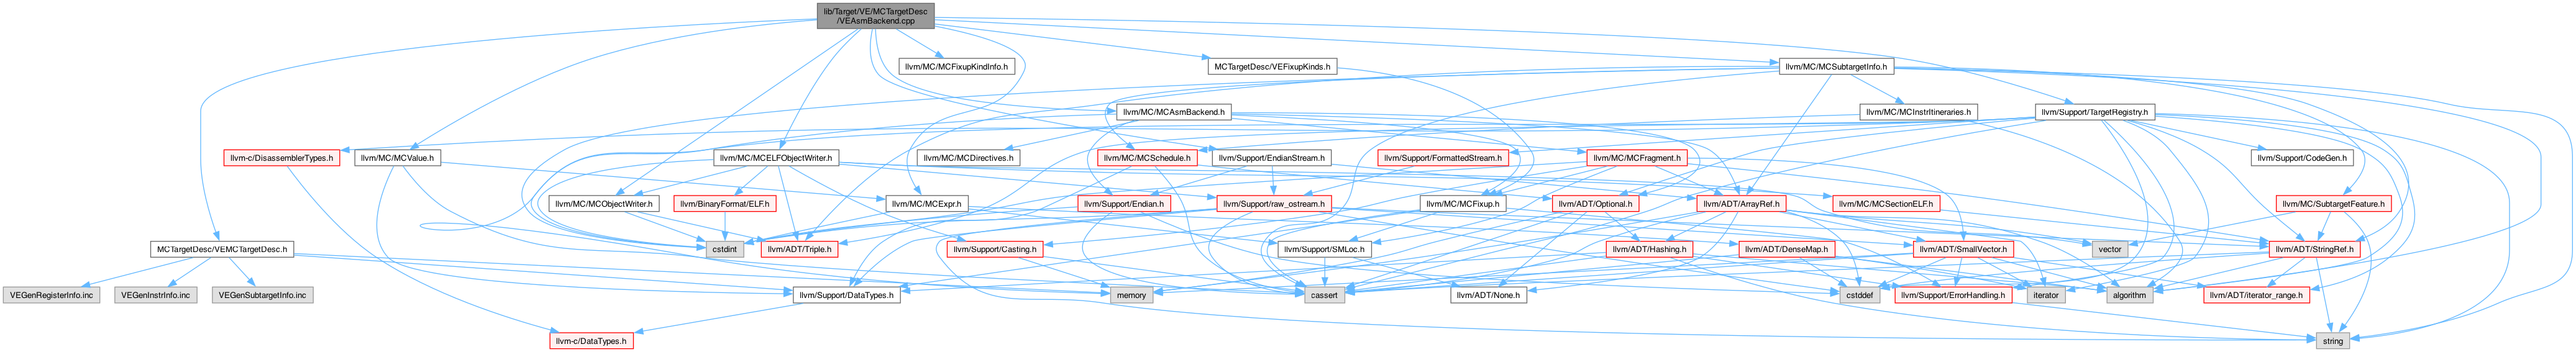 lib/Target/VE/MCTargetDesc
/VEAsmBackend.cpp
llvm/MC/MCFixupKindInfo.h
MCTargetDesc/VEFixupKinds.h
llvm/MC/MCSubtargetInfo.h
llvm/MC/MCAsmBackend.h
llvm/MC/MCInstrItineraries.h
llvm/Support/TargetRegistry.h
llvm-c/DisassemblerTypes.h
llvm/MC/MCValue.h
llvm/MC/MCELFObjectWriter.h
llvm/MC/MCDirectives.h
llvm/MC/MCSchedule.h
llvm/Support/EndianStream.h
llvm/Support/FormattedStream.h
llvm/MC/MCFragment.h
llvm/Support/CodeGen.h
llvm/MC/MCObjectWriter.h
llvm/BinaryFormat/ELF.h
llvm/MC/MCExpr.h
llvm/Support/Endian.h
llvm/Support/raw_ostream.h
llvm/MC/MCFixup.h
llvm/ADT/Optional.h
llvm/ADT/ArrayRef.h
llvm/MC/MCSectionELF.h
llvm/MC/MCSubtargetFeature.h
MCTargetDesc/VEMCTargetDesc.h
cstdint
llvm/ADT/Triple.h
llvm/Support/Casting.h
llvm/Support/SMLoc.h
llvm/ADT/Hashing.h
llvm/ADT/DenseMap.h
llvm/ADT/SmallVector.h
vector
llvm/ADT/StringRef.h
VEGenRegisterInfo.inc
VEGenInstrInfo.inc
VEGenSubtargetInfo.inc
llvm/Support/DataTypes.h
memory
cassert
llvm/ADT/None.h
cstddef
llvm/Support/ErrorHandling.h
iterator
algorithm
llvm/ADT/iterator_range.h
llvm-c/DataTypes.h
string